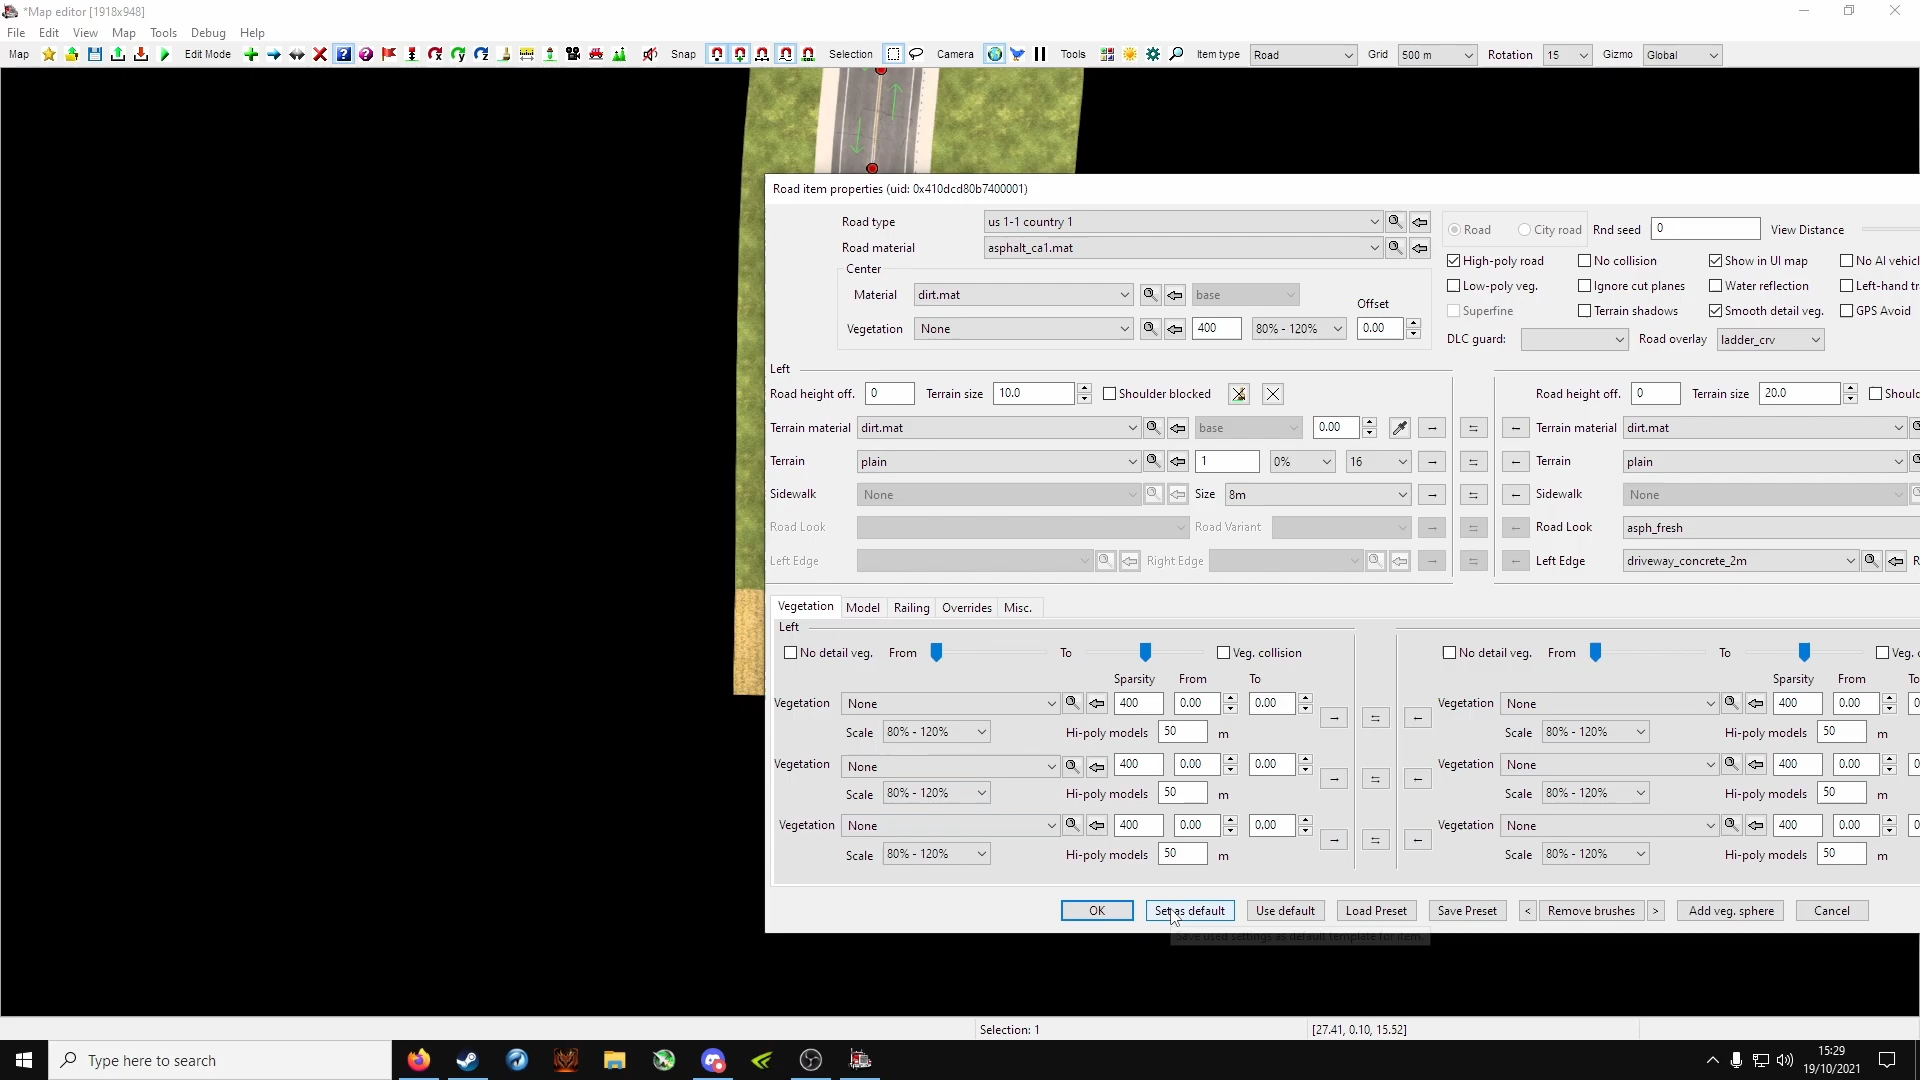 *Map editor [1918x948]
File Edit View Map Tools Debug Help
Map Edit Mode Snap Selection Camera Tools Item type Road Grid 500 m Rotation 15 Gizmo Global
Road item properties (uid: 0x410dcd80b7400001)
Road type us 1-1 country 1 Road City road Rnd seed 0 View Distance
Road material asphalt_ca1.mat
Center High-poly road No collision Show in UI map No AI vehicl
Material dirt.mat base Offset Low-poly veg. Ignore cut planes Water reflection Left-hand tr
Superfine Terrain shadows Smooth detail veg. GPS Avoid
Vegetation None 400 80% - 120% 0.00 DLC guard: Road overlay ladder_crv
Left
Road height off. 0 Terrain size 10.0 Shoulder blocked Road height off. 0 Terrain size 20.0 Should
Terrain material dirt.mat base 0.00 Terrain material dirt.mat
Terrain plain 1 0% 16 Terrain plain
Sidewalk None Size 8m Sidewalk None
Road Look Road Variant Road Look asph_fresh
Left Edge Right Edge Left Edge driveway_concrete_2m R
Vegetation Model Railing Overrides Misc.
Left
No detail veg. From To Veg. collision No detail veg. From To Veg. c
Sparsity From To Sparsity From To
Vegetation None 400 0.00 0.00 Vegetation None 400 0.00 0
Scale 80% - 120% Hi-poly models 50 m Scale 80% - 120% Hi-poly models 50 m
Vegetation None 400 0.00 0.00 Vegetation None 400 0.00 0
Scale 80% - 120% Hi-poly models 50 m Scale 80% - 120% Hi-poly models 50 m
Vegetation None 400 0.00 0.00 Vegetation None 400 0.00 0
Scale 80% - 120% Hi-poly models 50 m Scale 80% - 120% Hi-poly models 50 m
OK Set as default Use default Load Preset Save Preset < Remove brushes > Add veg. sphere Cancel
Save used settings as default template for item.
Selection: 1 [27.41, 0.10, 15.52]
Type here to search 15:29
19/10/2021